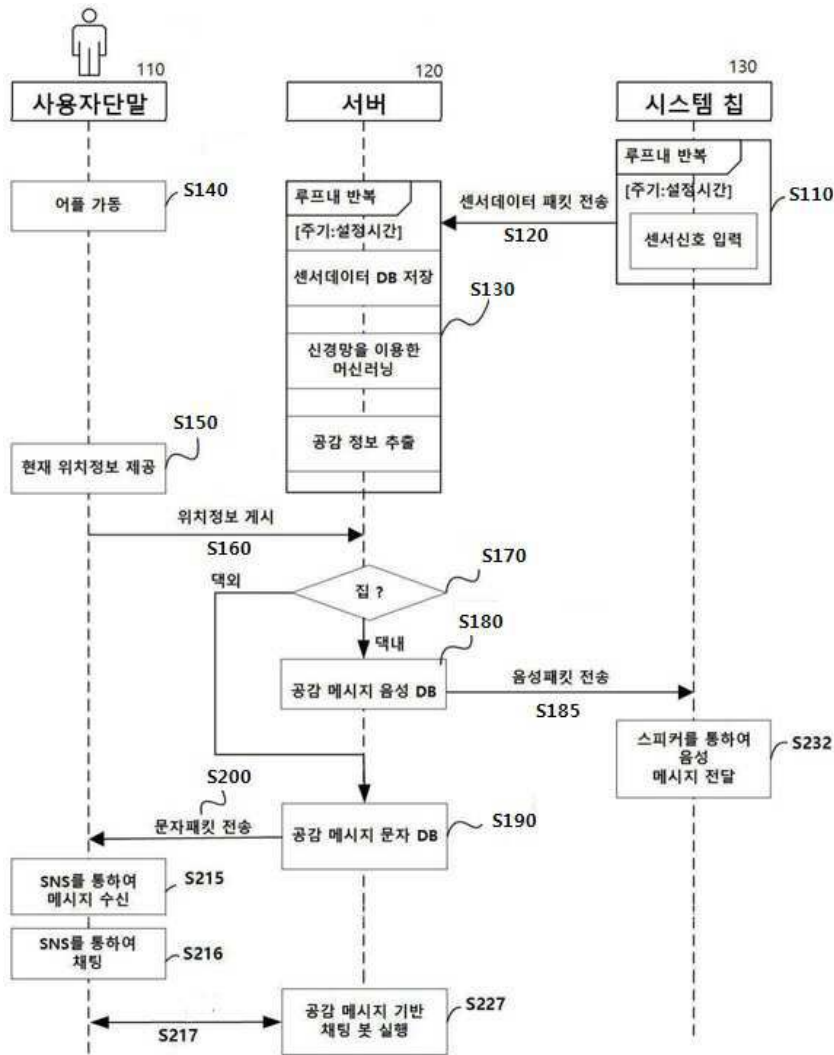 110
사용자단말
120
서버
130
시스템 칩
루프내 반복
[주기:설정시간]
센서신호 입력
S110
어플 가동
S140
루프내 반복
[주기:설정시간]
센서데이터 패킷 전송
S120
센서데이터 DB 저장
S130
신경망을 이용한
머신러닝
공감 정보 추출
S150
현재 위치정보 제공
위치정보 게시
S160
집 ?
S170
댁외
댁내
S180
공감 메시지 음성 DB
음성패킷 전송
S185
스피커를 통하여
음성
메시지 전달
S232
S200
문자패킷 전송
공감 메시지 문자 DB
S190
SNS를 통하여
메시지 수신
S215
SNS를 통하여
채팅
S216
S217
공감 메시지 기반
채팅 봇 실행
S227